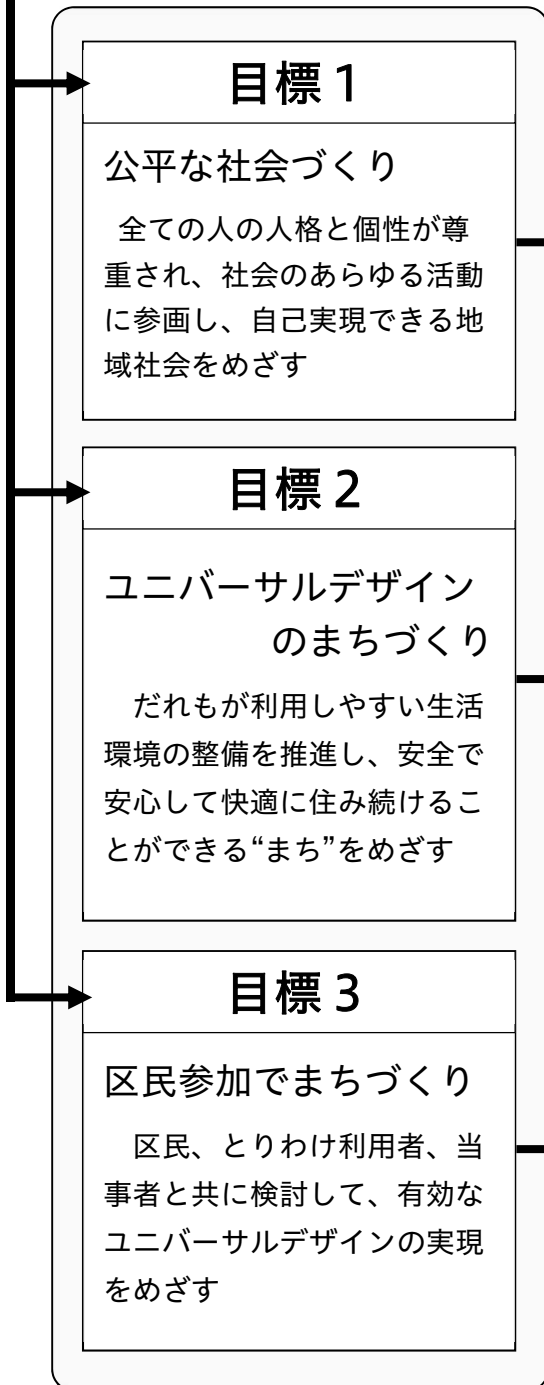 目標１
公平な社会づくり
全ての人の人格と個性が尊
重され、社会のあらゆる活動
に参画し、自己実現できる地
域社会をめざす
目標２
ユニバーサルデザイン
のまちづくり
だれもが利用しやすい生活
環境の整備を推進し、安全で
安心して快適に住み続けるこ
とができる“まち”をめざす
目標３
区民参加でまちづくり
区民、とりわけ利用者、当
事者と共に検討して、有効な
ユニバーサルデザインの実現
をめざす